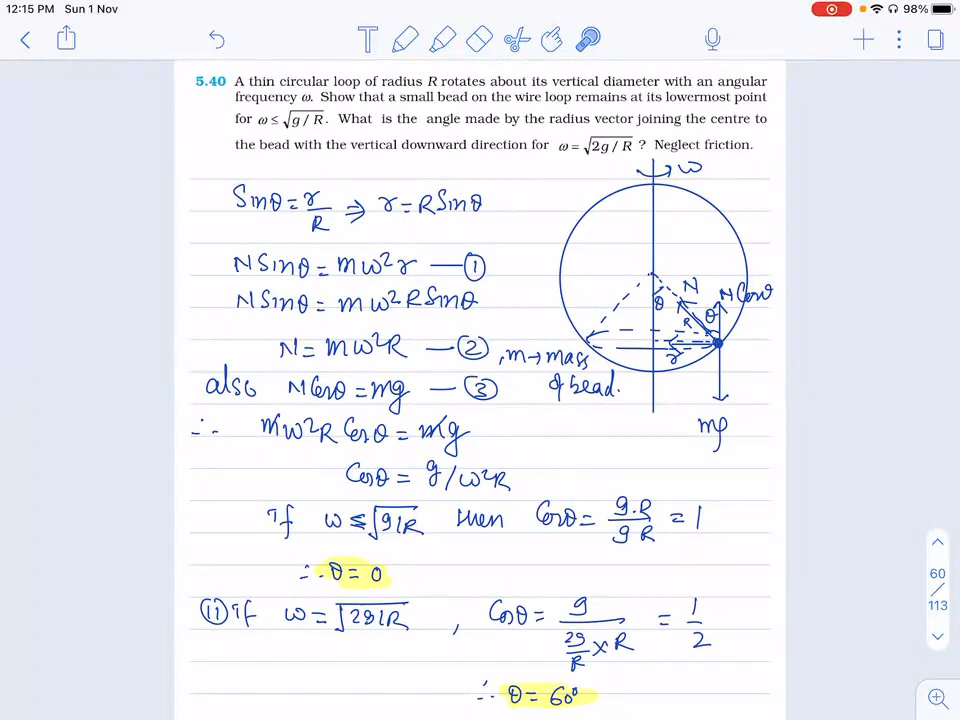 12:15 PM Sun 1 Nov
98%
5.40 A thin circular loop of radius R rotates about its vertical diameter with an angular
frequency ω. Show that a small bead on the wire loop remains at its lowermost point
for ω ≤ √g / R. What is the angle made by the radius vector joining the centre to
the bead with the vertical downward direction for ω = √2g / R ? Neglect friction.
ω
Sinθ = r/R ⇒ r = R Sinθ
N Sinθ = mω²r — ①
N Sinθ = mω²R Sinθ
N = mω²R — ②, m → mass
of bead.
also N Cosθ = mg — ③
∴ mω²R Cosθ = mg
Cosθ = g/ω²R
If ω ≤ √g/R then Cosθ = g.R/g R = 1
∴ θ = 0
(ii) If ω = √2g/R , Cosθ = g / (2g/R × R) = 1/2
∴ θ = 60°
N
N Cosθ
θ
θ
R
r
mg
60
/
113